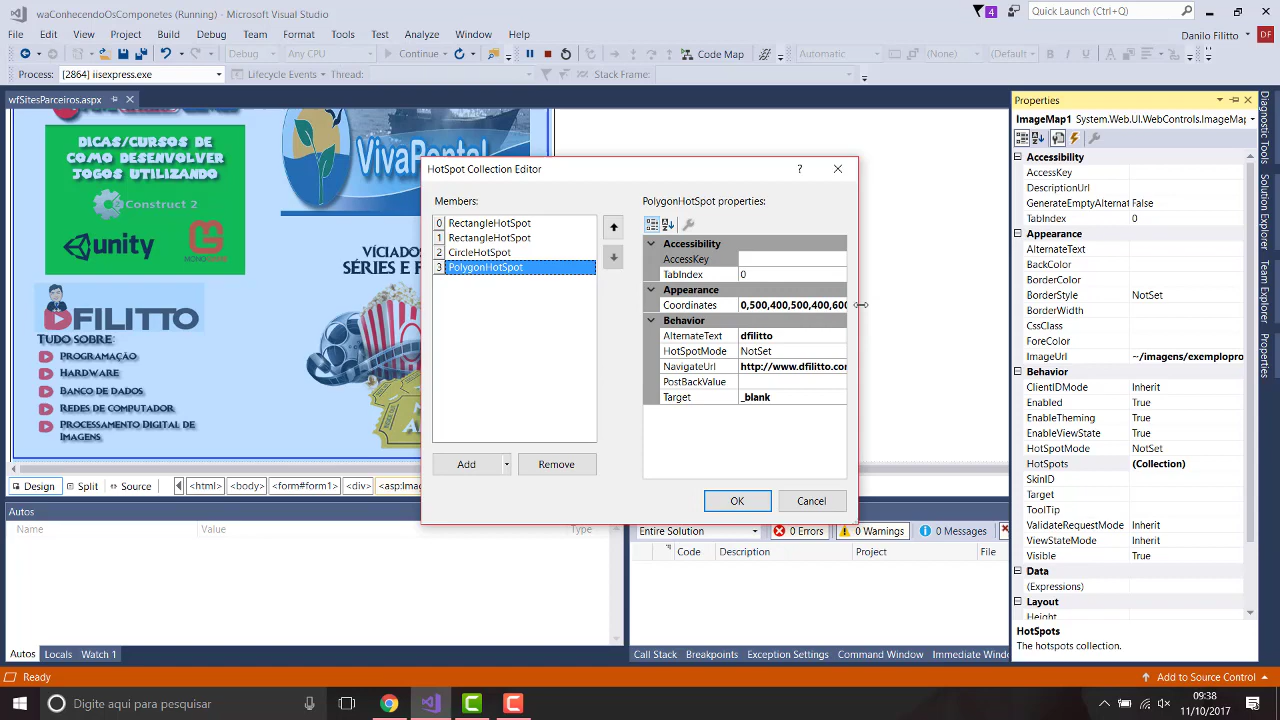 waConhecendoOsComponetes (Running) - Microsoft Visual Studio
4
Quick Launch (Ctrl+Q)
File Edit View Project Build Debug Team Format Tools Test Analyze Window Help
Danilo Filitto DF
Debug Any CPU Continue Code Map Automatic (None)
Process: [2864] iisexpress.exe Lifecycle Events Thread: Stack Frame:
wfSitesParceiros.aspx
DICAS/CURSOS DE
COMO DESENVOLVER
JOGOS UTILIZANDO
Construct 2
unity
MONOGAME
VivaPontal
VÍCIADOS
SÉRIES E F
DFILITTO
TUDO SOBRE:
PROGRAMAÇÃO
HARDWARE
BANCO DE DADOS
REDES DE COMPUTADOR
PROCESSAMENTO DIGITAL DE
IMAGENS
HotSpot Collection Editor
?
Members:
0 RectangleHotSpot
1 RectangleHotSpot
2 CircleHotSpot
3 PolygonHotSpot
Add Remove
PolygonHotSpot properties:
Accessibility
AccessKey
TabIndex 0
Appearance
Coordinates 0,500,400,500,400,600
Behavior
AlternateText dfilitto
HotSpotMode NotSet
NavigateUrl http://www.dfilitto.com
PostBackValue
Target _blank
OK Cancel
Design Split Source <html> <body> <form#form1> <div> <asp:Imag
Autos
Name Value Type
Autos Locals Watch 1
Entire Solution 0 Errors 0 Warnings 0 Messages
Code Description Project File
Call Stack Breakpoints Exception Settings Command Window Immediate Windo
Properties
ImageMap1 System.Web.UI.WebControls.ImageMap
Accessibility
AccessKey
DescriptionUrl
GenerateEmptyAlternat False
TabIndex 0
Appearance
AlternateText
BackColor
BorderColor
BorderStyle NotSet
BorderWidth
CssClass
ForeColor
ImageUrl ~/imagens/exemplopro
Behavior
ClientIDMode Inherit
Enabled True
EnableTheming True
EnableViewState True
HotSpotMode NotSet
HotSpots (Collection)
SkinID
Target
ToolTip
ValidateRequestMode Inherit
ViewStateMode Inherit
Visible True
Data
(Expressions)
Layout
Height
HotSpots
The hotspots collection.
Diagnostic Tools
Solution Explorer
Team Explorer
Properties
Ready
Add to Source Control
Digite aqui para pesquisar
09:38
11/10/2017